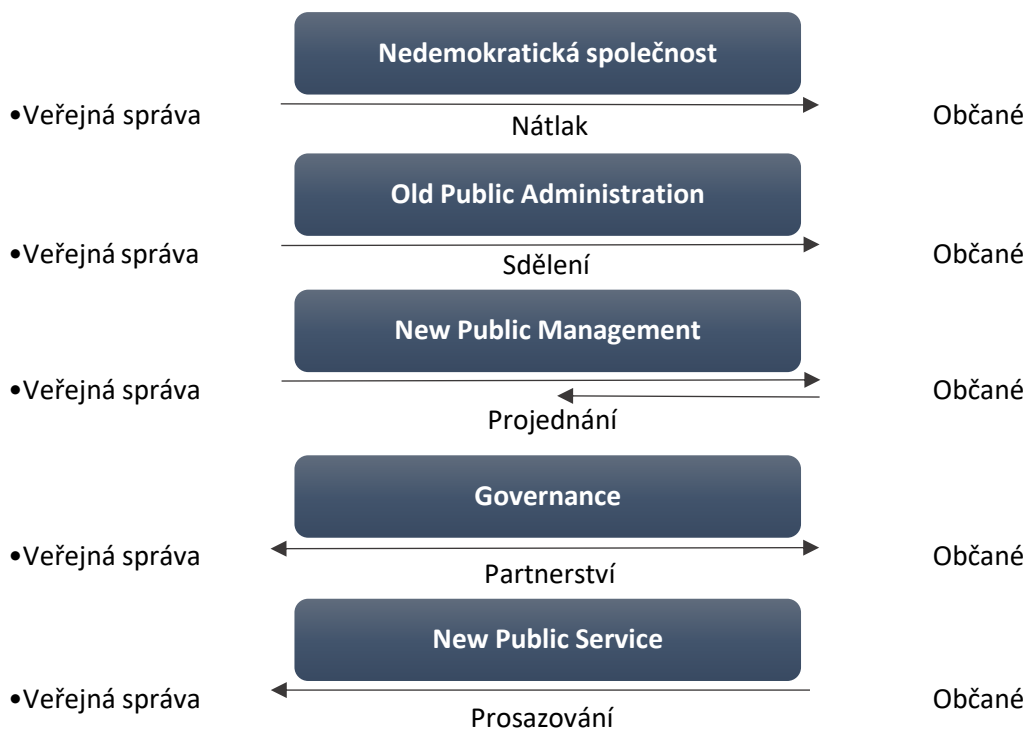 Nedemokratická společnost
•Veřejná správa
Občané
Nátlak
Old Public Administration
•Veřejná správa
Občané
Sdělení
New Public Management
•Veřejná správa
Občané
Projednání
Governance
•Veřejná správa
Občané
Partnerství
New Public Service
•Veřejná správa
Občané
Prosazování